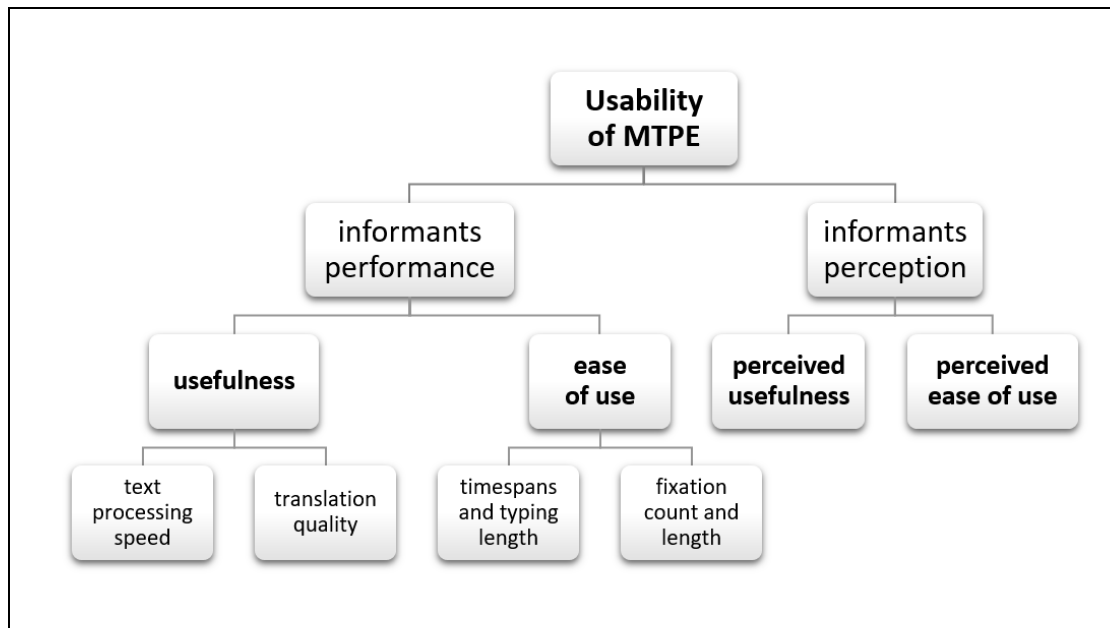 Usability
of MTPE
informants
performance
informants
perception
usefulness
ease
of use
perceived
usefulness
perceived
ease of use
text
processing
speed
translation
quality
timespans
and typing
length
fixation
count and
length